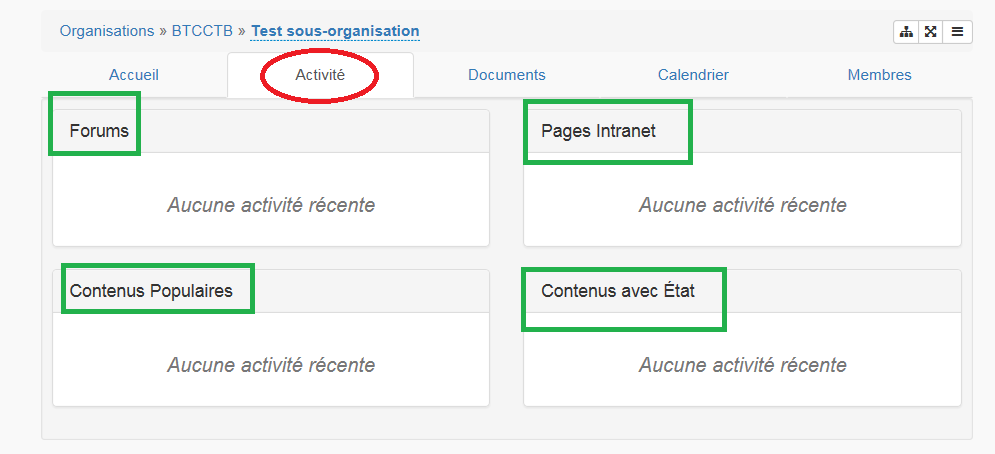 Organisations » BTCCTB » Test sous-organisation
Accueil Activité Documents Calendrier Membres
Forums
Aucune activité récente
Pages Intranet
Aucune activité récente
Contenus Populaires
Aucune activité récente
Contenus avec État
Aucune activité récente